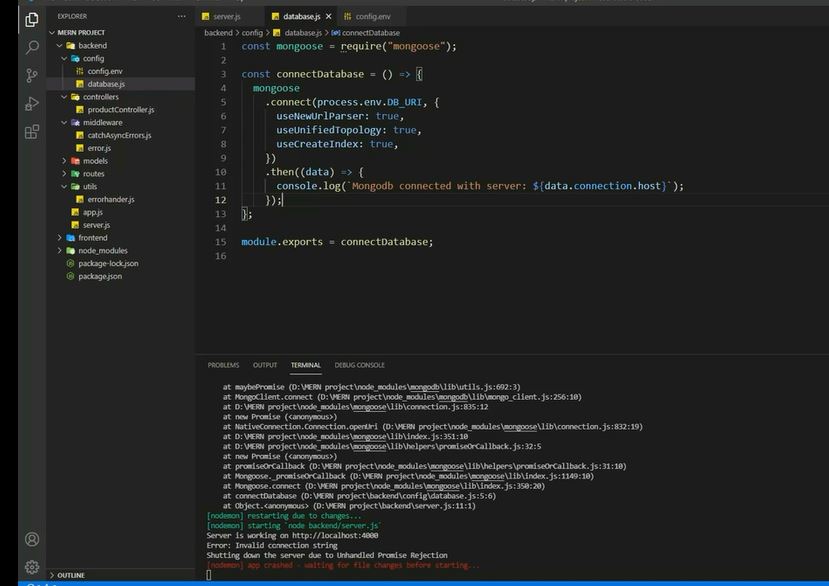 EXPLORER
...
MERN PROJECT
backend
config
config.env
database.js
controllers
productController.js
middleware
catchAsyncErrors.js
error.js
models
routes
utils
errorhander.js
app.js
server.js
frontend
node_modules
package-lock.json
package.json
OUTLINE
server.js database.js config.env
backend > config > database.js > connectDatabase
1 const mongoose = require("mongoose");
2
3 const connectDatabase = () => {
4 mongoose
5 .connect(process.env.DB_URI, {
6 useNewUrlParser: true,
7 useUnifiedTopology: true,
8 useCreateIndex: true,
9 })
10 .then((data) => {
11 console.log(`Mongodb connected with server: ${data.connection.host}`);
12 });
13 };
14
15 module.exports = connectDatabase;
16
PROBLEMS OUTPUT TERMINAL DEBUG CONSOLE
at maybePromise (D:\MERN project\node_modules\mongodb\lib\utils.js:692:3)
at MongoClient.connect (D:\MERN project\node_modules\mongodb\lib\mongo_client.js:256:10)
at D:\MERN project\node_modules\mongoose\lib\connection.js:835:12
at new Promise (<anonymous>)
at NativeConnection.Connection.openUri (D:\MERN project\node_modules\mongoose\lib\connection.js:832:19)
at D:\MERN project\node_modules\mongoose\lib\index.js:351:10
at D:\MERN project\node_modules\mongoose\lib\helpers\promiseOrCallback.js:32:5
at new Promise (<anonymous>)
at promiseOrCallback (D:\MERN project\node_modules\mongoose\lib\helpers\promiseOrCallback.js:31:10)
at Mongoose._promiseOrCallback (D:\MERN project\node_modules\mongoose\lib\index.js:1149:10)
at Mongoose.connect (D:\MERN project\node_modules\mongoose\lib\index.js:350:20)
at connectDatabase (D:\MERN project\backend\config\database.js:5:6)
at Object.<anonymous> (D:\MERN project\backend\server.js:11:1)
[nodemon] restarting due to changes...
[nodemon] starting `node backend/server.js`
Server is working on http://localhost:4000
Error: Invalid connection string
Shutting down the server due to Unhandled Promise Rejection
[nodemon] app crashed - waiting for file changes before starting...